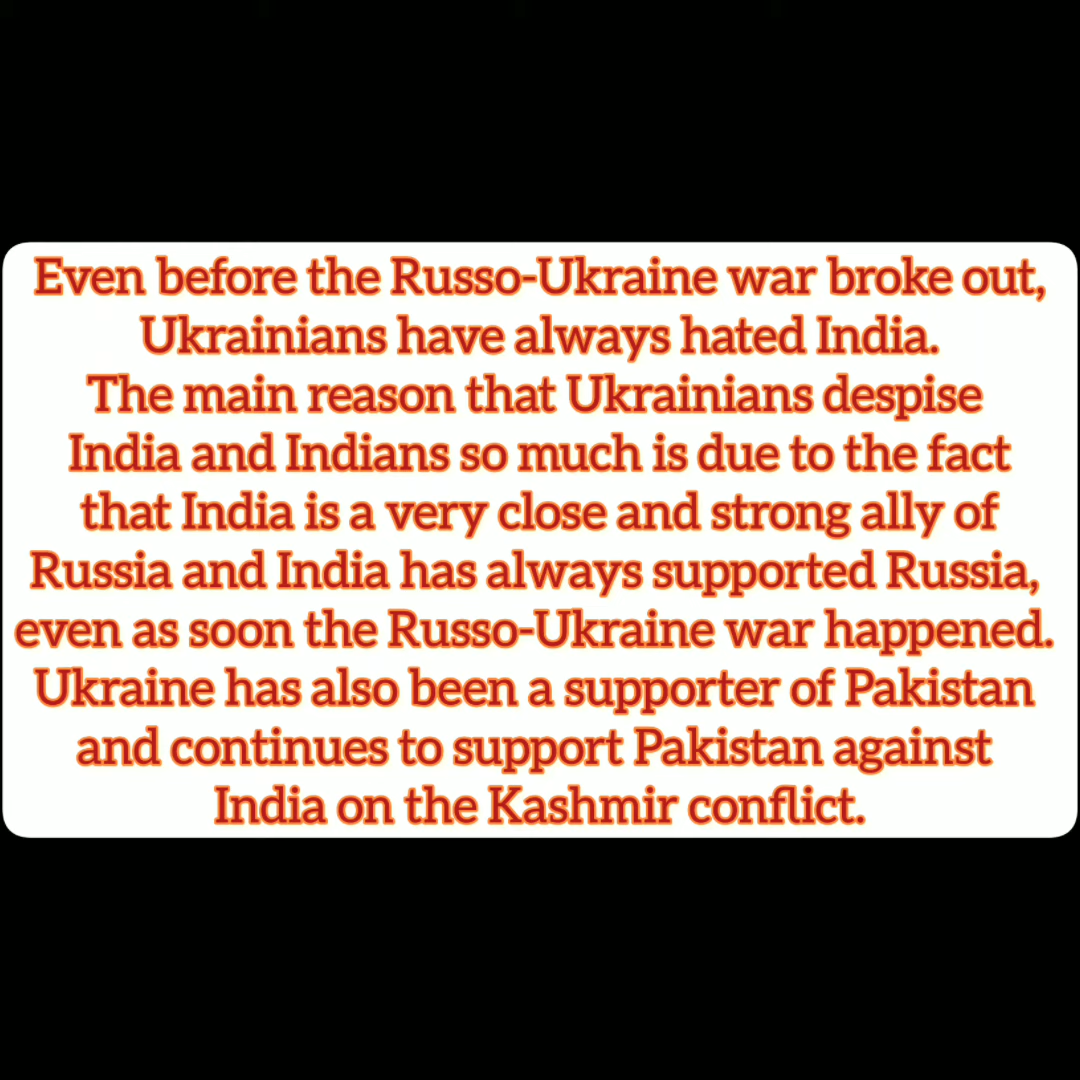 Even before the Russo-Ukraine war broke out,
Ukrainians have always hated India.
The main reason that Ukrainians despise
India and Indians so much is due to the fact
that India is a very close and strong ally of
Russia and India has always supported Russia,
even as soon the Russo-Ukraine war happened.
Ukraine has also been a supporter of Pakistan
and continues to support Pakistan against
India on the Kashmir conflict.